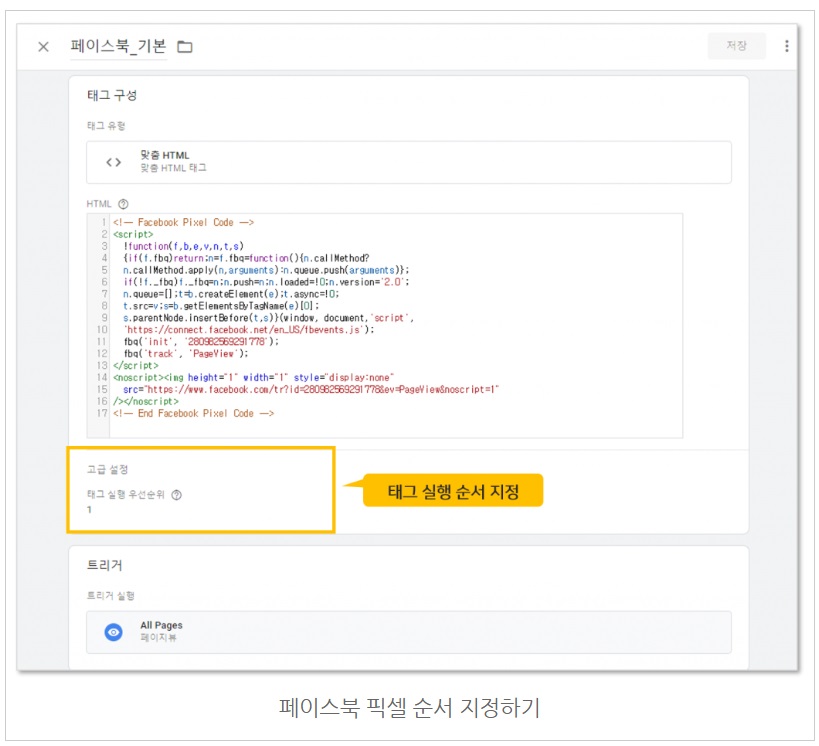 페이스북_기본
저장
태그 구성
태그 유형
맞춤 HTML
맞춤 HTML 태그
HTML
1 <!-- Facebook Pixel Code -->
2 <script>
3 !function(f,b,e,v,n,t,s)
4 {if(f.fbq)return;n=f.fbq=function(){n.callMethod?
5 n.callMethod.apply(n,arguments):n.queue.push(arguments)};
6 if(!f._fbq)f._fbq=n;n.push=n;n.loaded=!0;n.version='2.0';
7 n.queue=[];t=b.createElement(e);t.async=!0;
8 t.src=v;s=b.getElementsByTagName(e)[0];
9 s.parentNode.insertBefore(t,s)}(window, document,'script',
10 'https://connect.facebook.net/en_US/fbevents.js');
11 fbq('init', '280982569291778');
12 fbq('track', 'PageView');
13 </script>
14 <noscript><img height="1" width="1" style="display:none"
15 src="https://www.facebook.com/tr?id=280982569291778&ev=PageView&noscript=1"
16 /></noscript>
17 <!-- End Facebook Pixel Code -->
고급 설정
태그 실행 우선순위
1
태그 실행 순서 지정
트리거
트리거 실행
All Pages
페이지뷰
페이스북 픽셀 순서 지정하기